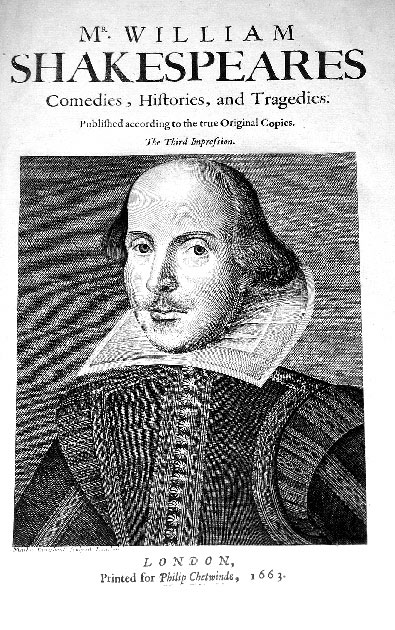 Mʀ. WILLIAM
SHAKESPEARES
Comedies, Hiſtories, and Tragedies.
Publiſhed according to the true Original Copies.
The Third Impreſsion.
LONDON,
Printed for Philip Chetwinde, 1663.